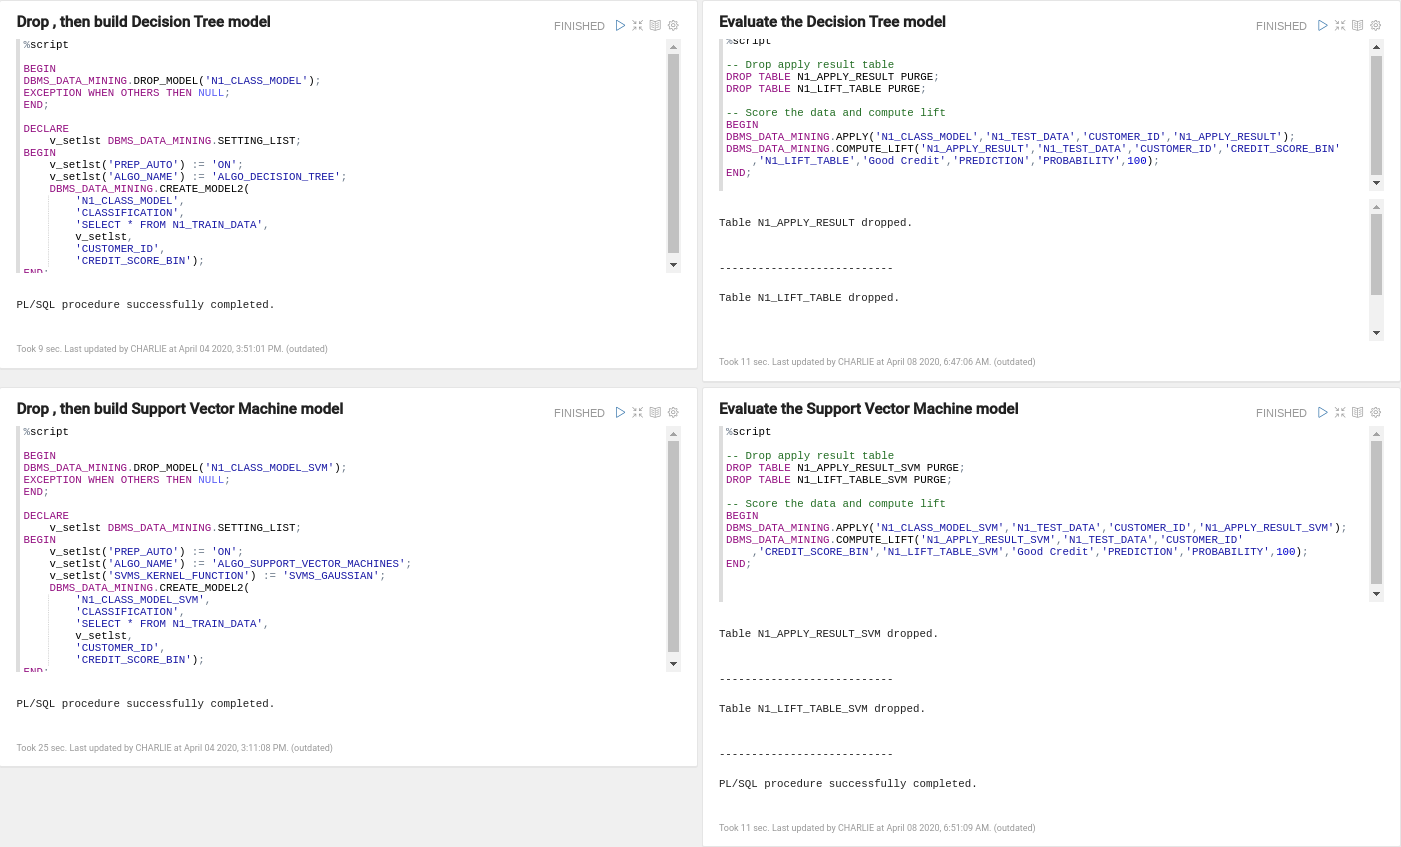 Drop , then build Decision Tree model
FINISHED
%script
BEGIN
DBMS_DATA_MINING.DROP_MODEL('N1_CLASS_MODEL');
EXCEPTION WHEN OTHERS THEN NULL;
END;
DECLARE
v_setlst DBMS_DATA_MINING.SETTING_LIST;
BEGIN
v_setlst('PREP_AUTO') := 'ON';
v_setlst('ALGO_NAME') := 'ALGO_DECISION_TREE';
DBMS_DATA_MINING.CREATE_MODEL2(
'N1_CLASS_MODEL',
'CLASSIFICATION',
'SELECT * FROM N1_TRAIN_DATA',
v_setlst,
'CUSTOMER_ID',
'CREDIT_SCORE_BIN');
END;
PL/SQL procedure successfully completed.
Took 9 sec. Last updated by CHARLIE at April 04 2020, 3:51:01 PM. (outdated)
Evaluate the Decision Tree model
FINISHED
%script
-- Drop apply result table
DROP TABLE N1_APPLY_RESULT PURGE;
DROP TABLE N1_LIFT_TABLE PURGE;
-- Score the data and compute lift
BEGIN
DBMS_DATA_MINING.APPLY('N1_CLASS_MODEL','N1_TEST_DATA','CUSTOMER_ID','N1_APPLY_RESULT');
DBMS_DATA_MINING.COMPUTE_LIFT('N1_APPLY_RESULT','N1_TEST_DATA','CUSTOMER_ID','CREDIT_SCORE_BIN'
,'N1_LIFT_TABLE','Good Credit','PREDICTION','PROBABILITY',100);
END;
Table N1_APPLY_RESULT dropped.
---------------------------
Table N1_LIFT_TABLE dropped.
Took 11 sec. Last updated by CHARLIE at April 08 2020, 6:47:06 AM. (outdated)
Drop , then build Support Vector Machine model
FINISHED
%script
BEGIN
DBMS_DATA_MINING.DROP_MODEL('N1_CLASS_MODEL_SVM');
EXCEPTION WHEN OTHERS THEN NULL;
END;
DECLARE
v_setlst DBMS_DATA_MINING.SETTING_LIST;
BEGIN
v_setlst('PREP_AUTO') := 'ON';
v_setlst('ALGO_NAME') := 'ALGO_SUPPORT_VECTOR_MACHINES';
v_setlst('SVMS_KERNEL_FUNCTION') := 'SVMS_GAUSSIAN';
DBMS_DATA_MINING.CREATE_MODEL2(
'N1_CLASS_MODEL_SVM',
'CLASSIFICATION',
'SELECT * FROM N1_TRAIN_DATA',
v_setlst,
'CUSTOMER_ID',
'CREDIT_SCORE_BIN');
END;
PL/SQL procedure successfully completed.
Took 25 sec. Last updated by CHARLIE at April 04 2020, 3:11:08 PM. (outdated)
Evaluate the Support Vector Machine model
FINISHED
%script
-- Drop apply result table
DROP TABLE N1_APPLY_RESULT_SVM PURGE;
DROP TABLE N1_LIFT_TABLE_SVM PURGE;
-- Score the data and compute lift
BEGIN
DBMS_DATA_MINING.APPLY('N1_CLASS_MODEL_SVM','N1_TEST_DATA','CUSTOMER_ID','N1_APPLY_RESULT_SVM');
DBMS_DATA_MINING.COMPUTE_LIFT('N1_APPLY_RESULT_SVM','N1_TEST_DATA','CUSTOMER_ID'
,'CREDIT_SCORE_BIN','N1_LIFT_TABLE_SVM','Good Credit','PREDICTION','PROBABILITY',100);
END;
Table N1_APPLY_RESULT_SVM dropped.
---------------------------
Table N1_LIFT_TABLE_SVM dropped.
---------------------------
PL/SQL procedure successfully completed.
Took 11 sec. Last updated by CHARLIE at April 08 2020, 6:51:09 AM. (outdated)